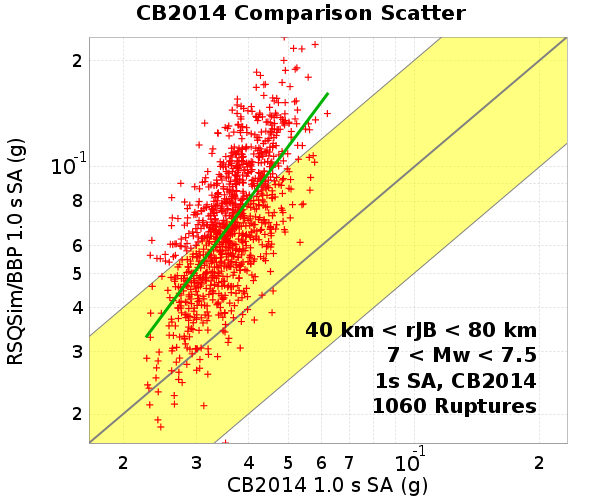 CB2014 Comparison Scatter
RSQSim/BBP 1.0 s SA (g)
2
10-1
8
6
5
4
3
2
40 km < rJB < 80 km
7 < Mw < 7.5
1s SA, CB2014
1060 Ruptures
2 3 4 5 6 7 10-1 2
CB2014 1.0 s SA (g)